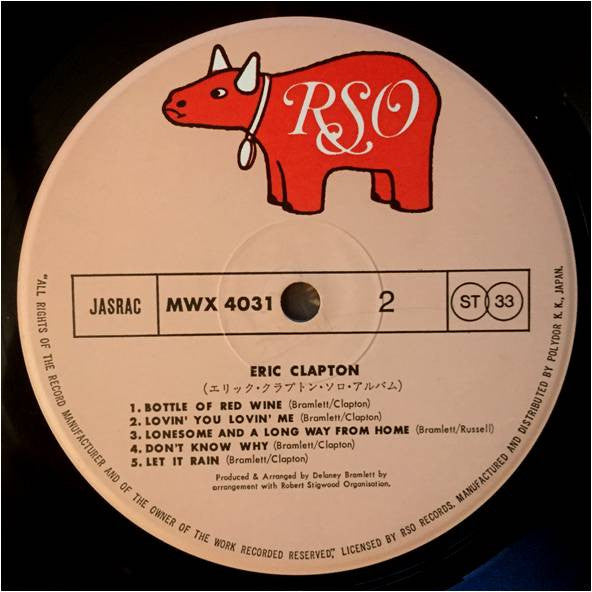 RSO
JASRAC MWX 4031 2 ST 33
ERIC CLAPTON
(エリック・クラプトン・ソロ・アルバム)
1. BOTTLE OF RED WINE (Bramlett/Clapton)
2. LOVIN' YOU LOVIN' ME (Bramlett/Clapton)
3. LONESOME AND A LONG WAY FROM HOME (Bramlett/Russell)
4. DON'T KNOW WHY (Bramlett/Clapton)
5. LET IT RAIN (Bramlett/Clapton)
Produced & Arranged by Delaney Bramlett by
arrangement with Robert Stigwood Organisation.
"ALL RIGHTS OF THE RECORD MANUFACTURER AND OF THE OWNER OF THE WORK RECORDED RESERVED", LICENSED BY RSO RECORDS, MANUFACTURED AND DISTRIBUTED BY POLYDOR K.K., JAPAN.